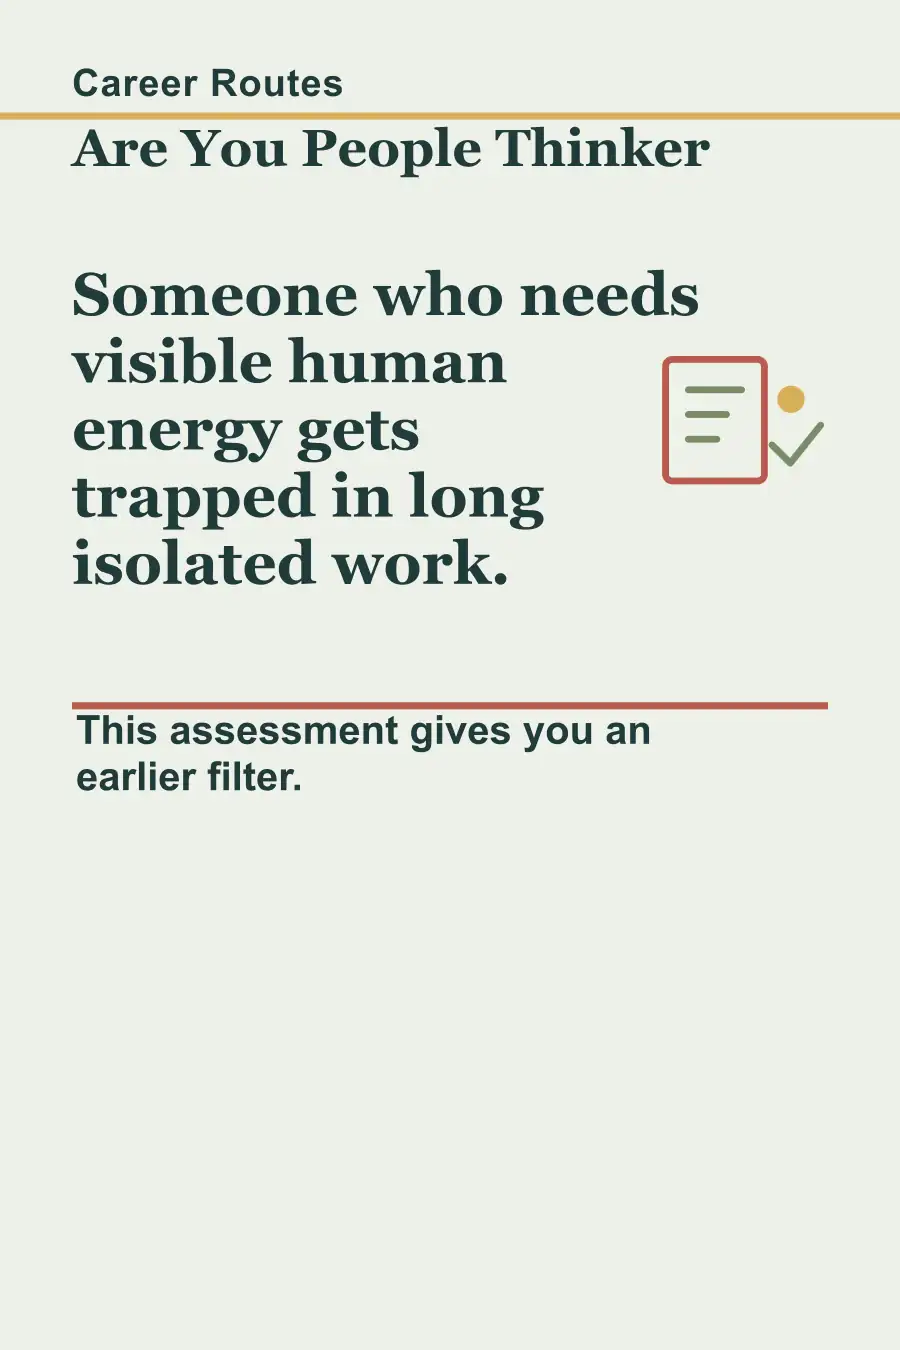 Career Routes
Are You People Thinker
Someone who needs
visible human
energy gets
trapped in long
isolated work.
This assessment gives you an
earlier filter.